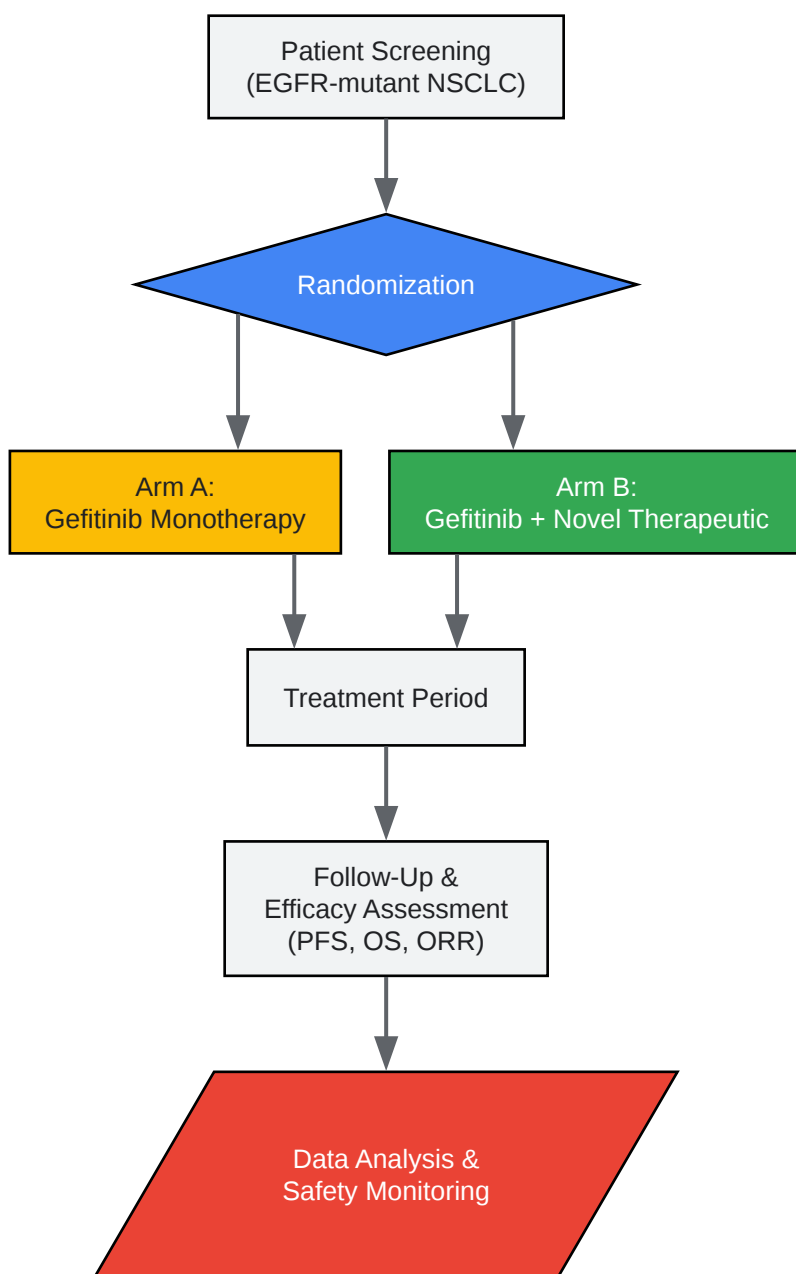 Patient Screening
(EGFR-mutant NSCLC)
Randomization
Arm A:
Gefitinib Monotherapy
Arm B:
Gefitinib + Novel Therapeutic
Treatment Period
Follow-Up &
Efficacy Assessment
(PFS, OS, ORR)
Data Analysis &
Safety Monitoring